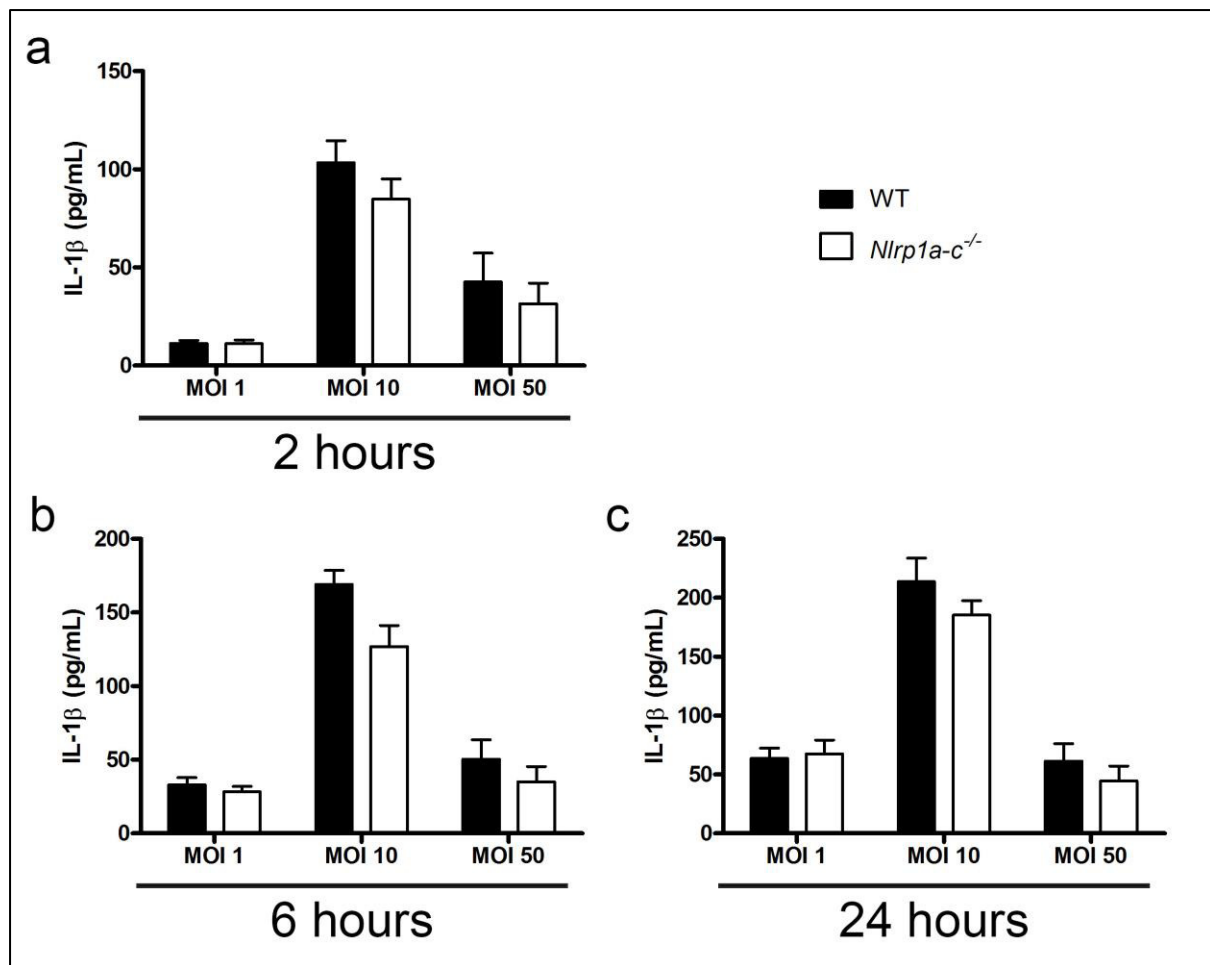 a
150
100
50
0
IL-1β (pg/mL)
MOI 1 MOI 10 MOI 50
2 hours
WT
Nlrp1a-c-/-
b
200
150
100
50
0
IL-1β (pg/mL)
MOI 1 MOI 10 MOI 50
6 hours
c
250
200
150
100
50
0
IL-1β (pg/mL)
MOI 1 MOI 10 MOI 50
24 hours